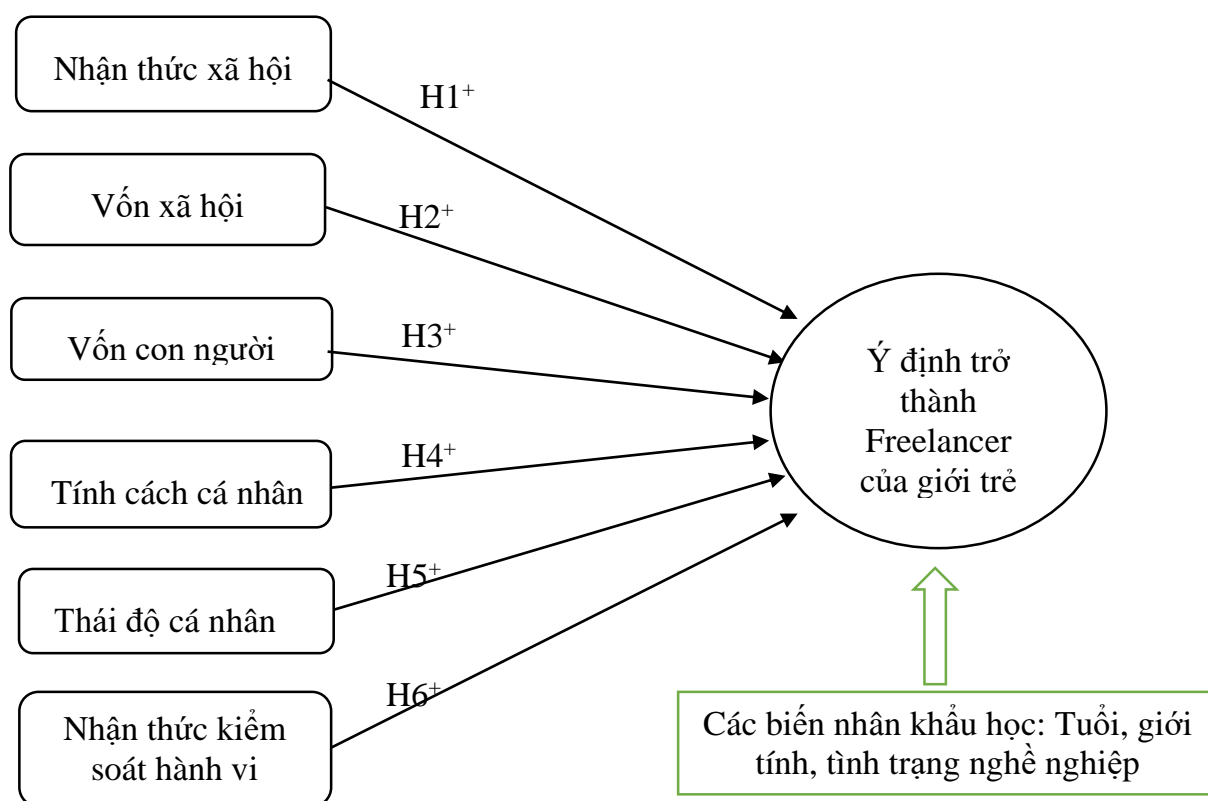 Nhận thức xã hội
H1+
Vốn xã hội
H2+
Vốn con người
H3+
Tính cách cá nhân
H4+
Thái độ cá nhân
H5+
Nhận thức kiểm
soát hành vi
H6+
Ý định trở
thành
Freelancer
của giới trẻ
Các biến nhân khẩu học: Tuổi, giới
tính, tình trạng nghề nghiệp